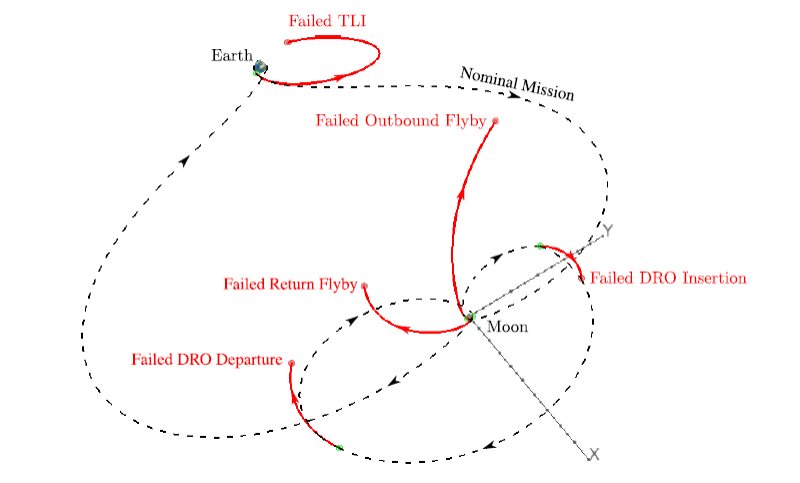 Failed TLI
Earth
Nominal Mission
Failed Outbound Flyby
Y
Failed Return Flyby
Failed DRO Insertion
Moon
Failed DRO Departure
X